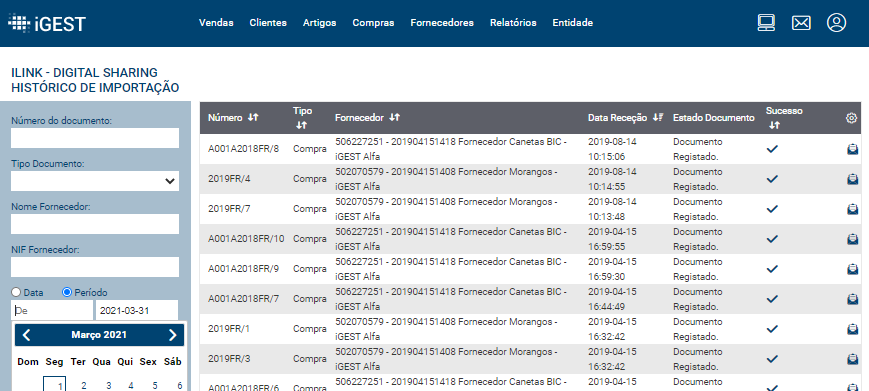 iGEST
Vendas Clientes Artigos Compras Fornecedores Relatórios Entidade
ILINK - DIGITAL SHARING
HISTÓRICO DE IMPORTAÇÃO
Número do documento:
Tipo Documento:
Nome Fornecedor:
NIF Fornecedor:
Data Período
De 2021-03-31
Março 2021
Dom Seg Ter Qua Qui Sex Sáb
1 2 3 4 5 6
Número Tipo Fornecedor Data Receção Estado Documento Sucesso
A001A2018FR/8 Compra 506227251 - 201904151418 Fornecedor Canetas BIC - 2019-08-14 Documento
iGEST Alfa 10:15:06 Registado.
2019FR/4 Compra 502070579 - 201904151408 Fornecedor Morangos - 2019-08-14 Documento
iGEST Alfa 10:14:55 Registado.
2019FR/7 Compra 502070579 - 201904151408 Fornecedor Morangos - 2019-08-14 Documento
iGEST Alfa 10:13:48 Registado.
A001A2018FR/10 Compra 506227251 - 201904151418 Fornecedor Canetas BIC - 2019-04-15 Documento
iGEST Alfa 16:59:55 Registado.
A001A2018FR/9 Compra 506227251 - 201904151418 Fornecedor Canetas BIC - 2019-04-15 Documento
iGEST Alfa 16:59:30 Registado.
A001A2018FR/7 Compra 506227251 - 201904151418 Fornecedor Canetas BIC - 2019-04-15 Documento
iGEST Alfa 16:44:49 Registado.
2019FR/1 Compra 502070579 - 201904151408 Fornecedor Morangos - 2019-04-15 Documento
iGEST Alfa 16:32:42 Registado.
2019FR/3 Compra 502070579 - 201904151408 Fornecedor Morangos - 2019-04-15 Documento
iGEST Alfa 16:32:42 Registado.
A001A2018FR/6 Compra 506227251 - 201904151418 Fornecedor Canetas BIC - 2019-04-15 Documento